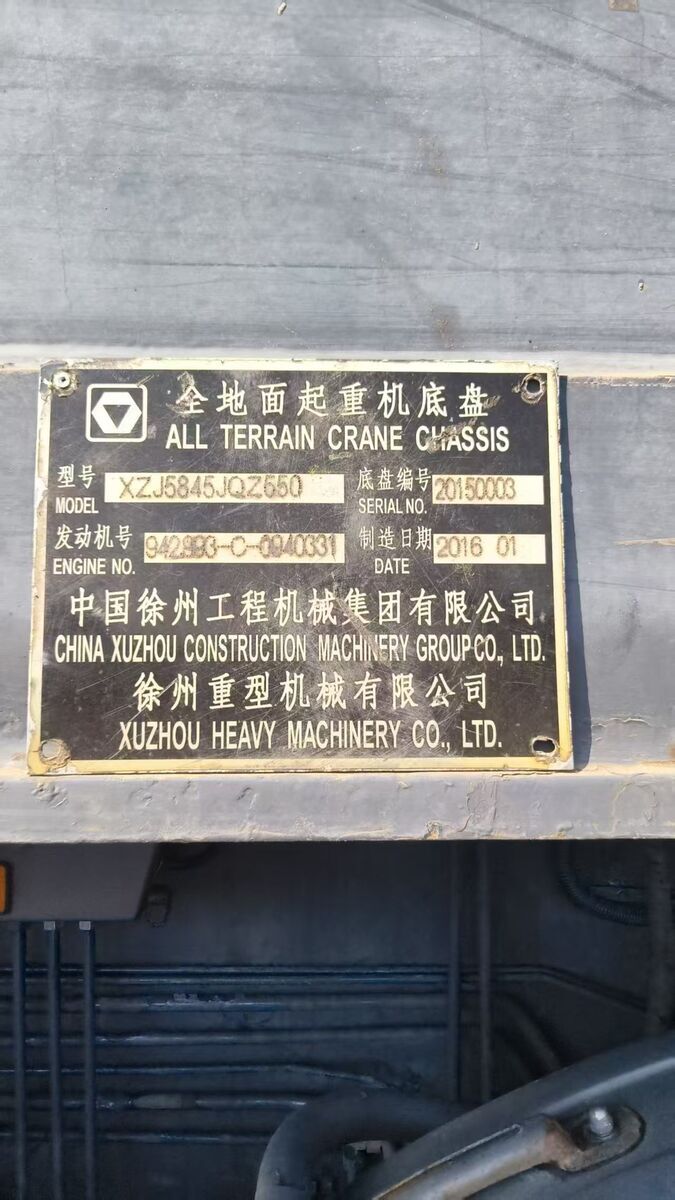 全地面起重机底盘
ALL TERRAIN CRANE CHASSIS
型号 XZJ5845JQZ550 底盘编号 20150003
MODEL SERIAL NO.
发动机号 942.993-C-0940331 制造日期 2016 01
ENGINE NO. DATE
中国徐州工程机械集团有限公司
CHINA XUZHOU CONSTRUCTION MACHINERY GROUP CO., LTD.
徐州重型机械有限公司
XUZHOU HEAVY MACHINERY CO., LTD.